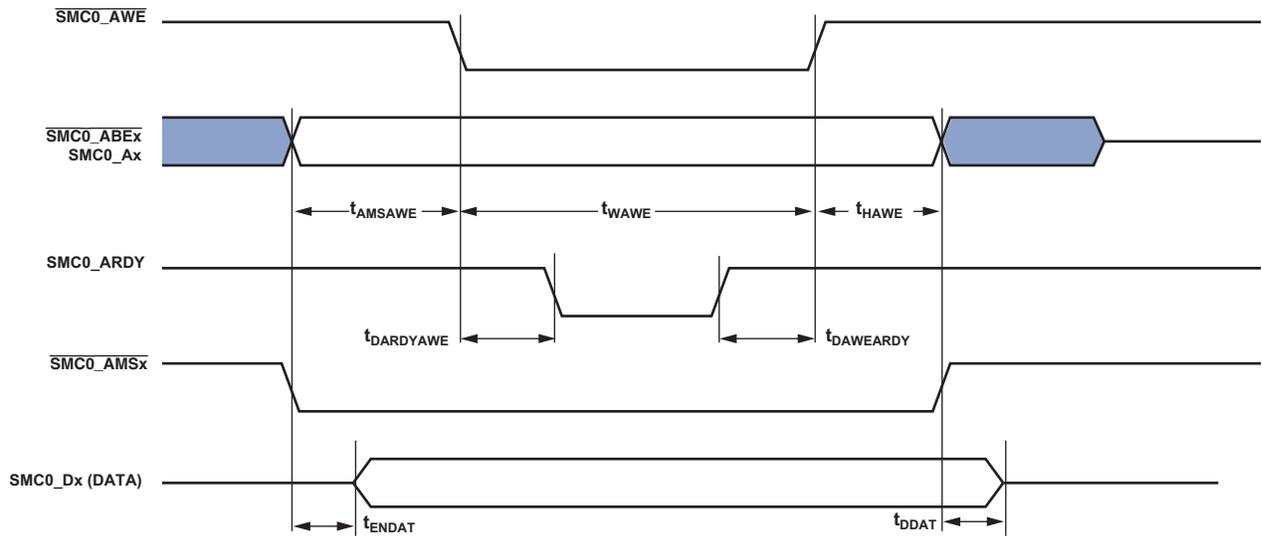 SMC0_AWE
SMC0_ABEx
SMC0_Ax
tAMSAWE
tWAWE
tHAWE
SMC0_ARDY
tDARDYAWE
tDAWEARDY
SMC0_AMSx
SMC0_Dx (DATA)
tENDAT
tDDAT